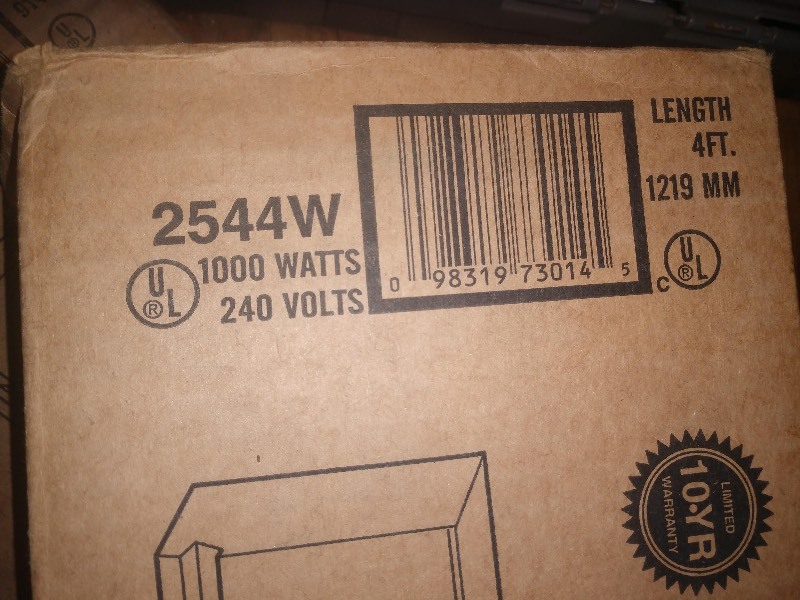 2544W
1000 WATTS
240 VOLTS
UL
®
0 98319 73014 5
LENGTH
4FT.
1219 MM
C UL
®
LIMITED
10·YR
WARRANTY
UL
®